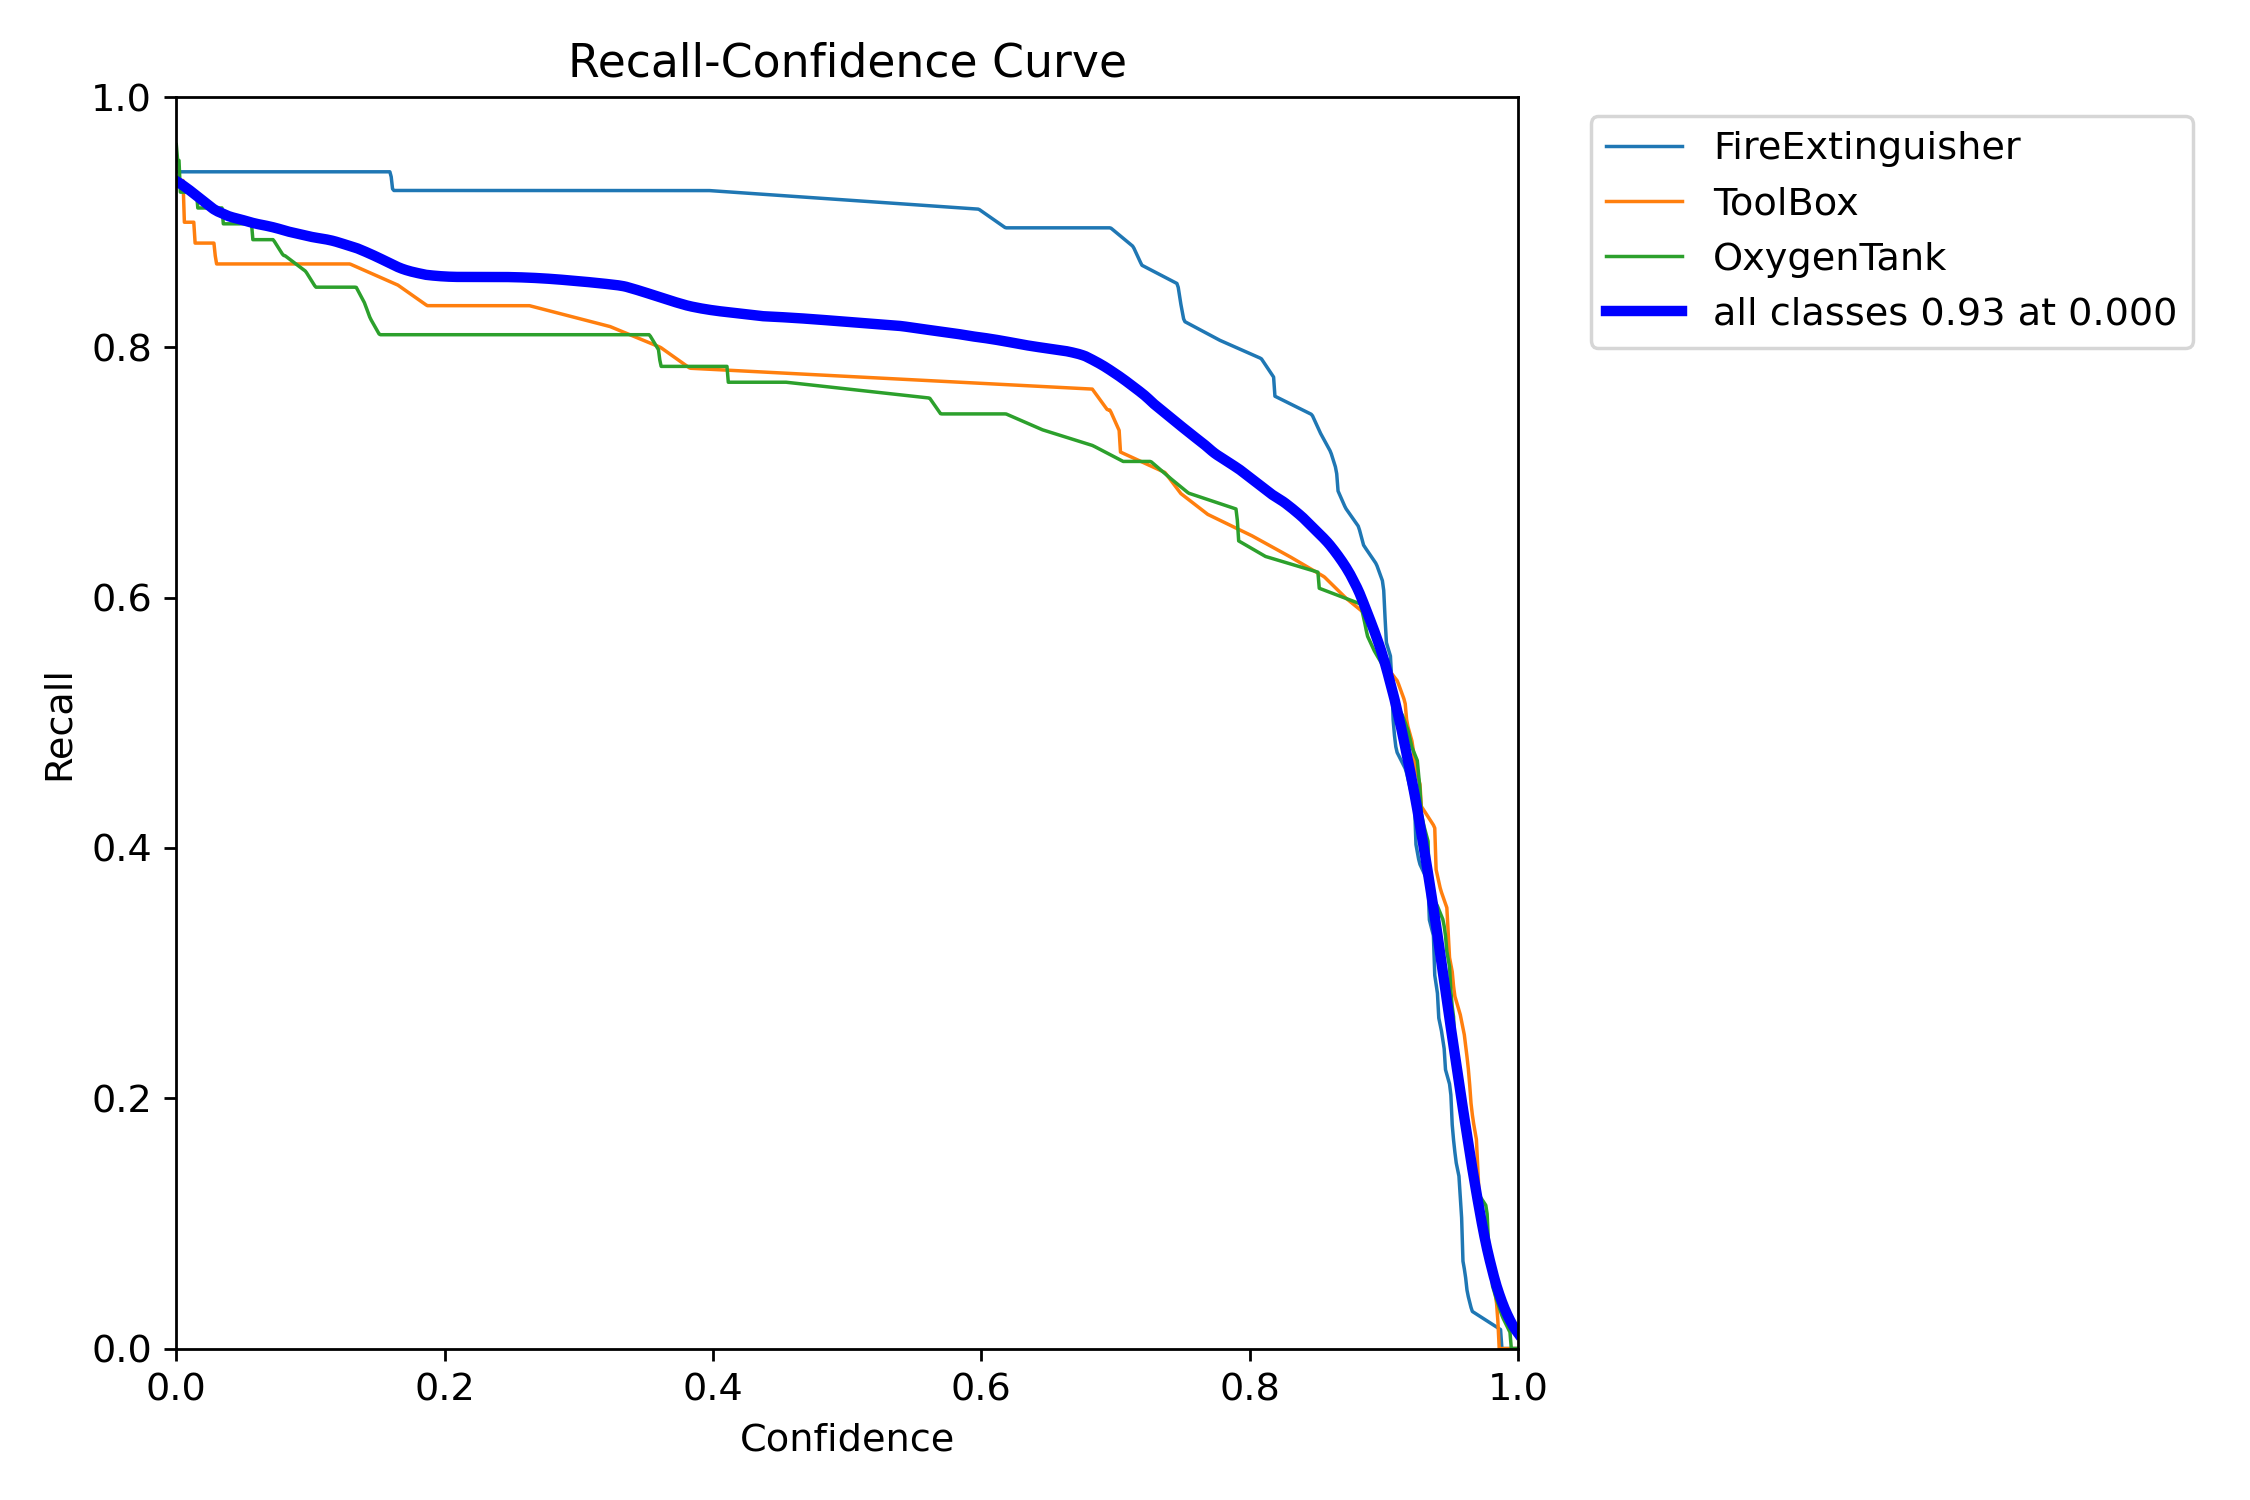 Recall-Confidence Curve
1.0
0.8
0.6
0.4
0.2
0.0
Recall
0.0 0.2 0.4 0.6 0.8 1.0
Confidence
FireExtinguisher
ToolBox
OxygenTank
all classes 0.93 at 0.000